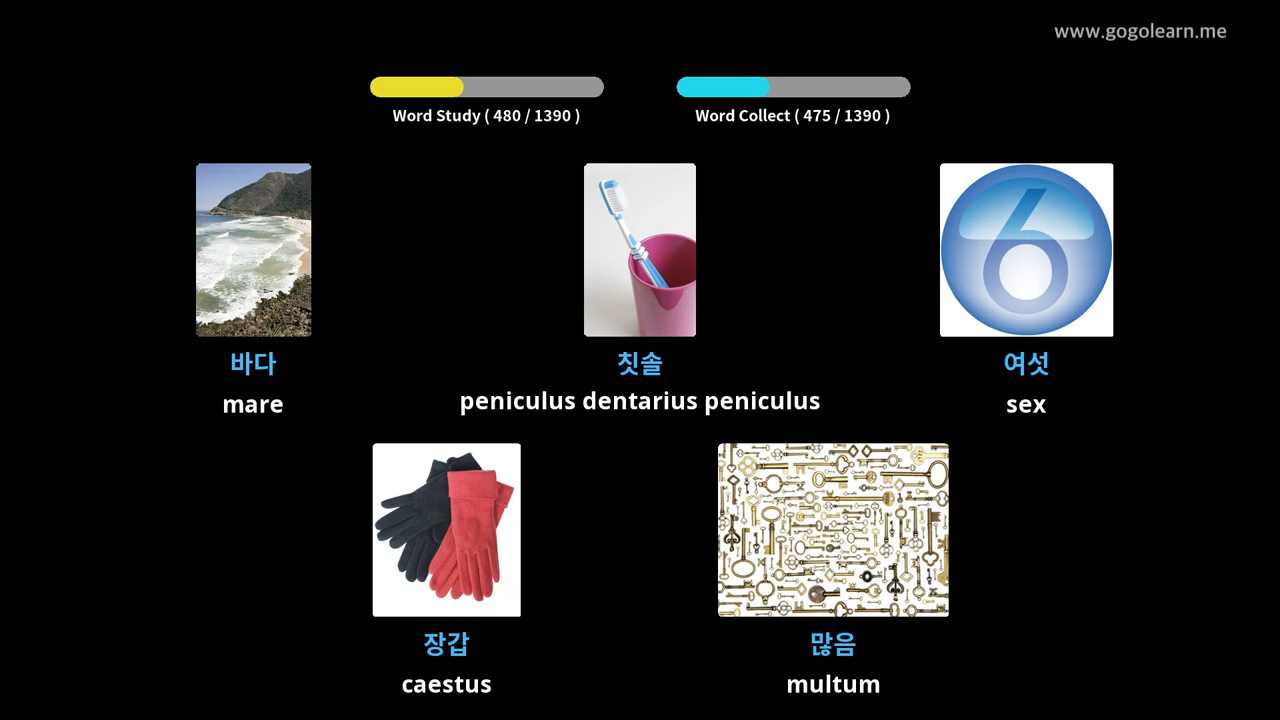 www.gogolearn.me
Word Study ( 480 / 1390 )
Word Collect ( 475 / 1390 )
6
바다
mare
칫솔
peniculus dentarius peniculus
여섯
sex
장갑
caestus
많음
multum